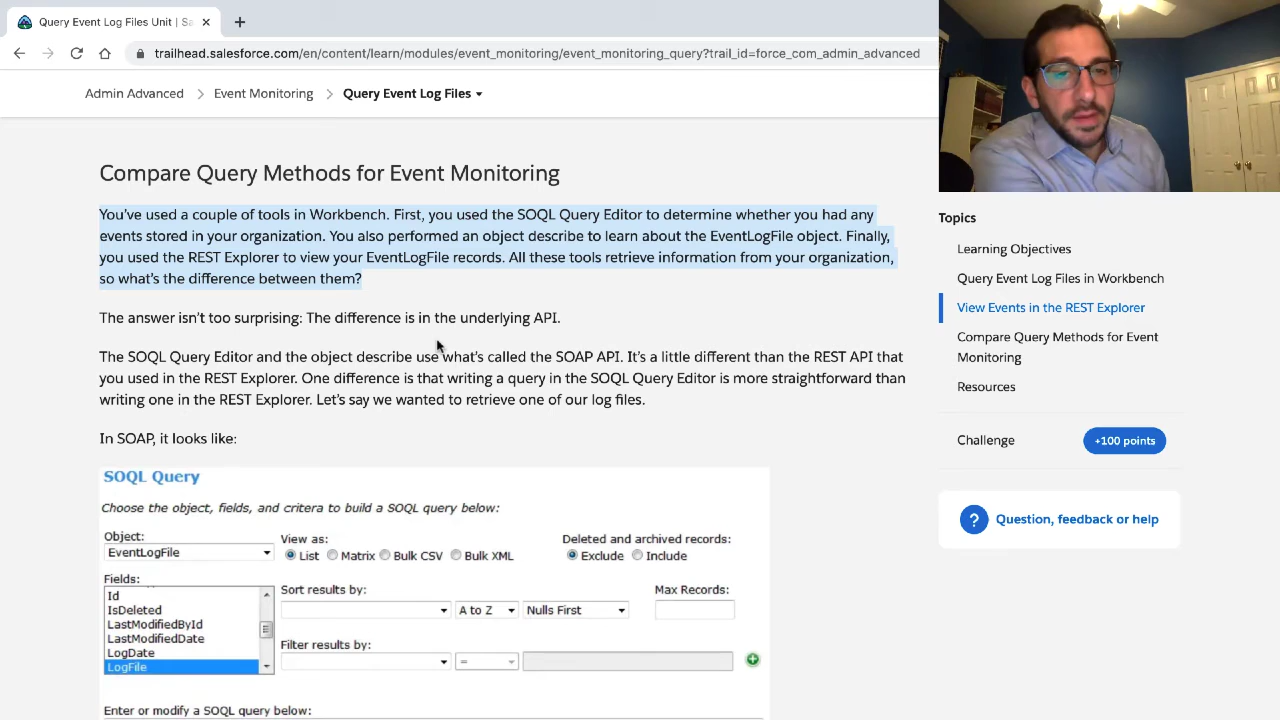 Query Event Log Files Unit | Sa
trailhead.salesforce.com/en/content/learn/modules/event_monitoring/event_monitoring_query?trail_id=force_com_admin_advanced
Admin Advanced
Event Monitoring
Query Event Log Files
Compare Query Methods for Event Monitoring
You've used a couple of tools in Workbench. First, you used the SOQL Query Editor to determine whether you had any
events stored in your organization. You also performed an object describe to learn about the EventLogFile object. Finally,
you used the REST Explorer to view your EventLogFile records. All these tools retrieve information from your organization,
so what's the difference between them?
The answer isn't too surprising: The difference is in the underlying API.
The SOQL Query Editor and the object describe use what's called the SOAP API. It's a little different than the REST API that
you used in the REST Explorer. One difference is that writing a query in the SOQL Query Editor is more straightforward than
writing one in the REST Explorer. Let's say we wanted to retrieve one of our log files.
In SOAP, it looks like:
SOQL Query
Choose the object, fields, and critera to build a SOQL query below:
Object:
EventLogFile
View as:
List Matrix Bulk CSV Bulk XML
Deleted and archived records:
Exclude Include
Fields:
Id
IsDeleted
LastModifiedById
LastModifiedDate
LogDate
LogFile
Sort results by:
A to Z
Nulls First
Max Records:
Filter results by:
=
Enter or modify a SOQL query below:
Topics
Learning Objectives
Query Event Log Files in Workbench
View Events in the REST Explorer
Compare Query Methods for Event
Monitoring
Resources
Challenge
+100 points
? Question, feedback or help